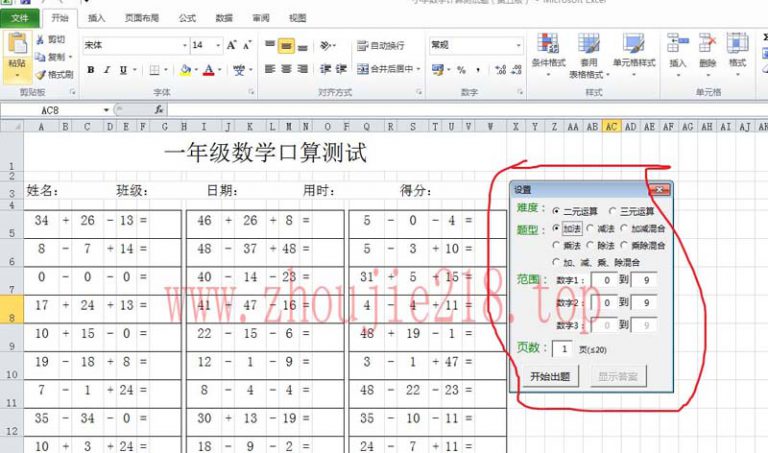 文件 开始 插入 页面布局 公式 数据 审阅 视图
剪切
宋体 14 A A 自动换行 常规
粘贴 复制
格式刷 B I U A 合并后居中 % , 条件格式 套用 表格格式 单元格样式 插入 删除 格式
剪贴板 字体 对齐方式 数字 样式 单元格
AC8 fx
A B C D E F G H I J K L M N O F Q R S T U V W X Y Z AA AB AC AD AE AF AG AH AI AJ
1 一年级数学口算测试
2
3 姓名: 班级: 日期: 用时: 得分:
4
5 34 + 26 - 13 = 46 + 26 + 8 = 5 - 0 - 4 =
6 8 - 7 + 14 = 48 - 37 + 48 = 5 - 3 + 10 =
7 0 - 0 - 0 = 40 - 14 - 23 = 31 + 5 + 15 =
8 17 + 24 + 13 = 41 + 47 - 16 = 4 - 4 + 11 =
9 10 + 15 - 0 = 22 - 15 - 6 = 48 + 19 - 1 =
10 19 - 18 + 8 = 12 - 1 - 9 = 3 - 1 + 47 =
11 7 - 1 + 24 = 8 - 4 - 4 = 48 - 22 - 23 =
12 35 - 34 - 0 = 30 + 13 - 19 = 35 - 10 - 11 =
10 + 3 + 24 = 18 - 9 - 2 = 24 - 7 + 11 =
www.zhoujie218.top
设置
难度: 二元运算 三元运算
题型: 加法 减法 加减混合
乘法 除法 乘除混合
加、减、乘、除混合
范围: 数字1: 0 到 9
数字2: 0 到 9
数字3: 0 到 9
页数: 1 页(≤20)
开始出题 显示答案